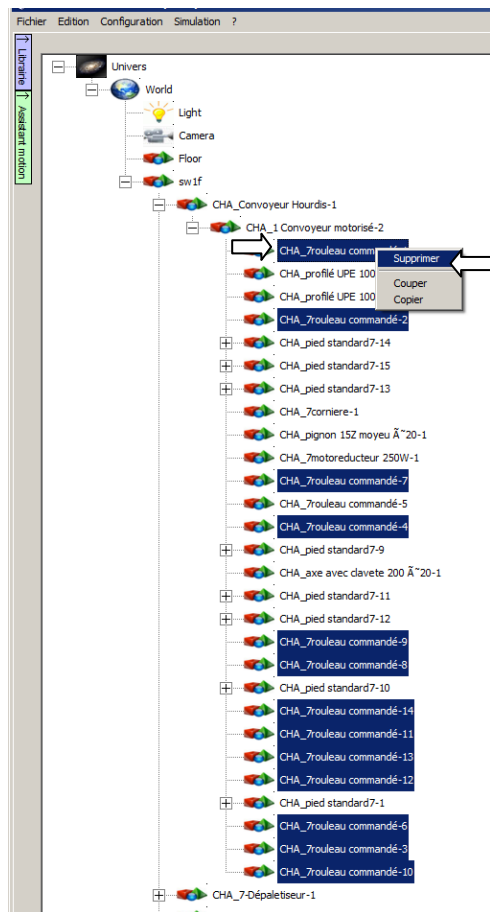 Fichier Edition Configuration Simulation ?
↑ Librairie
↑ Assistant motion
Univers
World
Light
Camera
Floor
sw1f
CHA_Convoyeur Hourdis-1
CHA_1 Convoyeur motorisé-2
CHA_7rouleau
Supprimer
Couper
Copier
CHA_profilé UPE 100
CHA_profilé UPE 100
CHA_7rouleau commandé-2
CHA_pied standard7-14
CHA_pied standard7-15
CHA_pied standard7-13
CHA_7corniere-1
CHA_pignon 15Z moyeu Ã˜20-1
CHA_7motoreducteur 250W-1
CHA_7rouleau commandé-7
CHA_7rouleau commandé-5
CHA_7rouleau commandé-4
CHA_pied standard7-9
CHA_axe avec clavete 200 Ã˜20-1
CHA_pied standard7-11
CHA_pied standard7-12
CHA_7rouleau commandé-9
CHA_7rouleau commandé-8
CHA_pied standard7-10
CHA_7rouleau commandé-14
CHA_7rouleau commandé-11
CHA_7rouleau commandé-13
CHA_7rouleau commandé-12
CHA_pied standard7-1
CHA_7rouleau commandé-6
CHA_7rouleau commandé-3
CHA_7rouleau commandé-10
CHA_7-Dépaletiseur-1